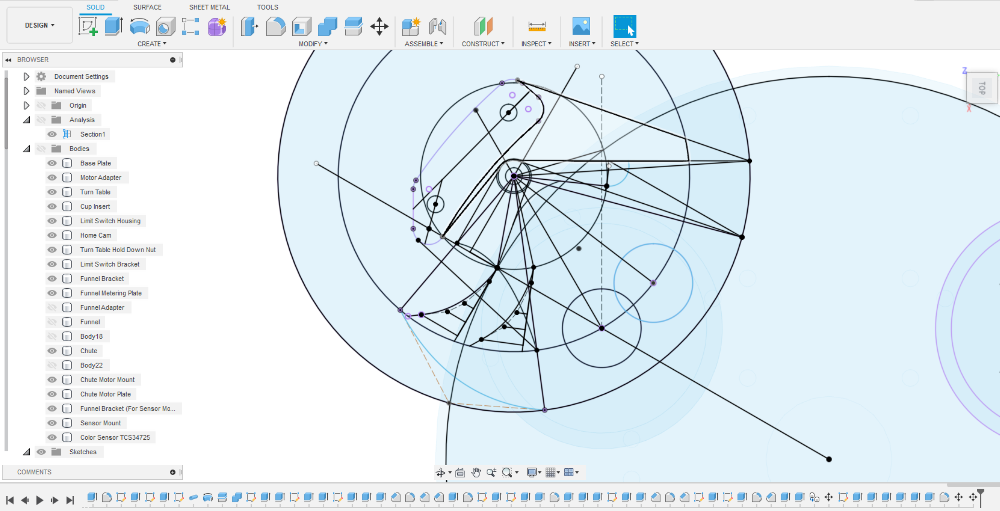 SOLID SURFACE SHEET METAL TOOLS
DESIGN
CREATE MODIFY ASSEMBLE CONSTRUCT INSPECT INSERT SELECT
BROWSER
Document Settings
Named Views
Origin
Analysis
Section1
Bodies
Base Plate
Motor Adapter
Turn Table
Cup Insert
Limit Switch Housing
Home Cam
Turn Table Hold Down Nut
Limit Switch Bracket
Funnel Bracket
Funnel Metering Plate
Funnel Adapter
Funnel
Body18
Chute
Body22
Chute Motor Mount
Chute Motor Plate
Funnel Bracket (For Sensor Mo...
Sensor Mount
Color Sensor TCS34725
Sketches
COMMENTS
Z
TOP
X